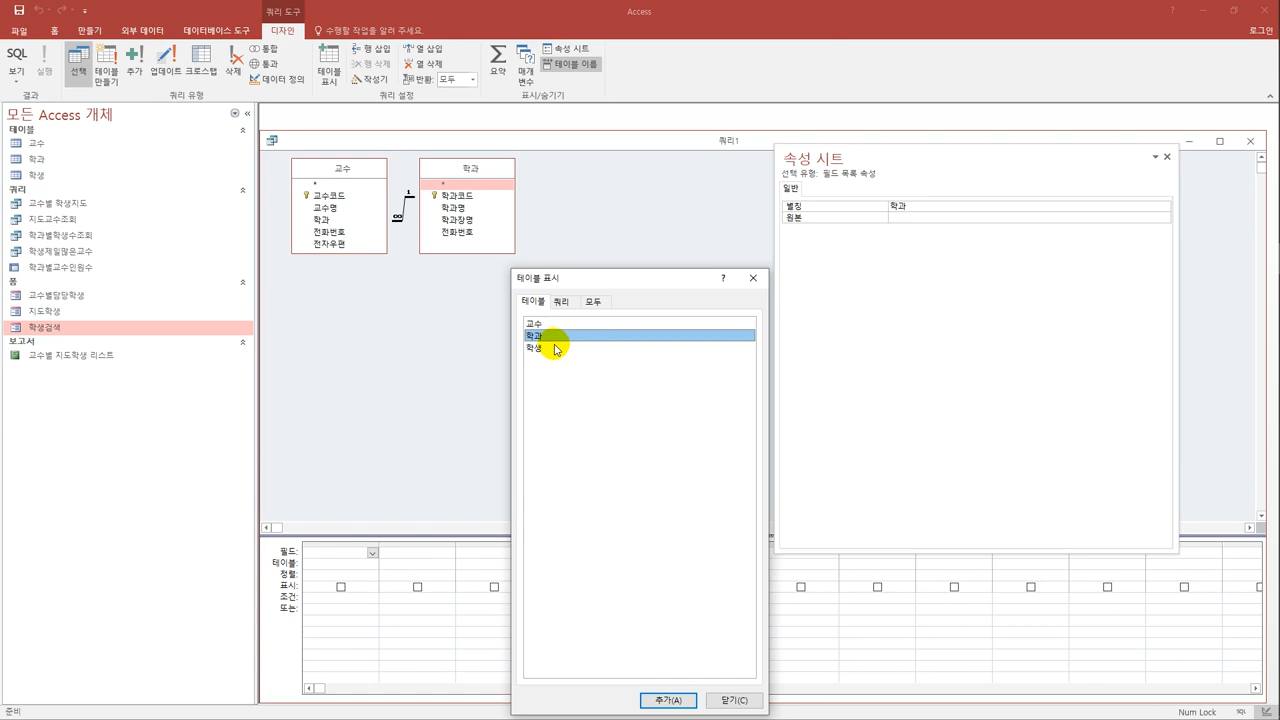 쿼리 도구
Access
파일
홈
만들기
외부 데이터
데이터베이스 도구
디자인
수행할 작업을 알려 주세요.
로그인
SQL
보기
실행
선택
테이블
만들기
추가
업데이트
크로스탭
삭제
통합
통과
데이터 정의
테이블
표시
행 삽입
행 삭제
작성기
열 삽입
열 삭제
반환:
모두
요약
매개
변수
속성 시트
테이블 이름
결과
쿼리 유형
쿼리 설정
표시/숨기기
모든 Access 개체
테이블
교수
학과
학생
쿼리
교수별 학생지도
지도교수조회
학과별학생수조회
학생제일많은교수
학과별교수인원수
폼
교수별담당학생
지도학생
학생검색
보고서
교수별 지도학생 리스트
쿼리1
교수
*
교수코드
교수명
학과
전화번호
전자우편
∞
1
학과
*
학과코드
학과명
학과장명
전화번호
속성 시트
선택 유형: 필드 목록 속성
일반
별칭 학과
원본
테이블 표시
?
테이블
쿼리
모두
교수
학과
학생
추가(A)
닫기(C)
필드:
테이블:
정렬:
표시:
조건:
또는:
준비
Num Lock
SQL